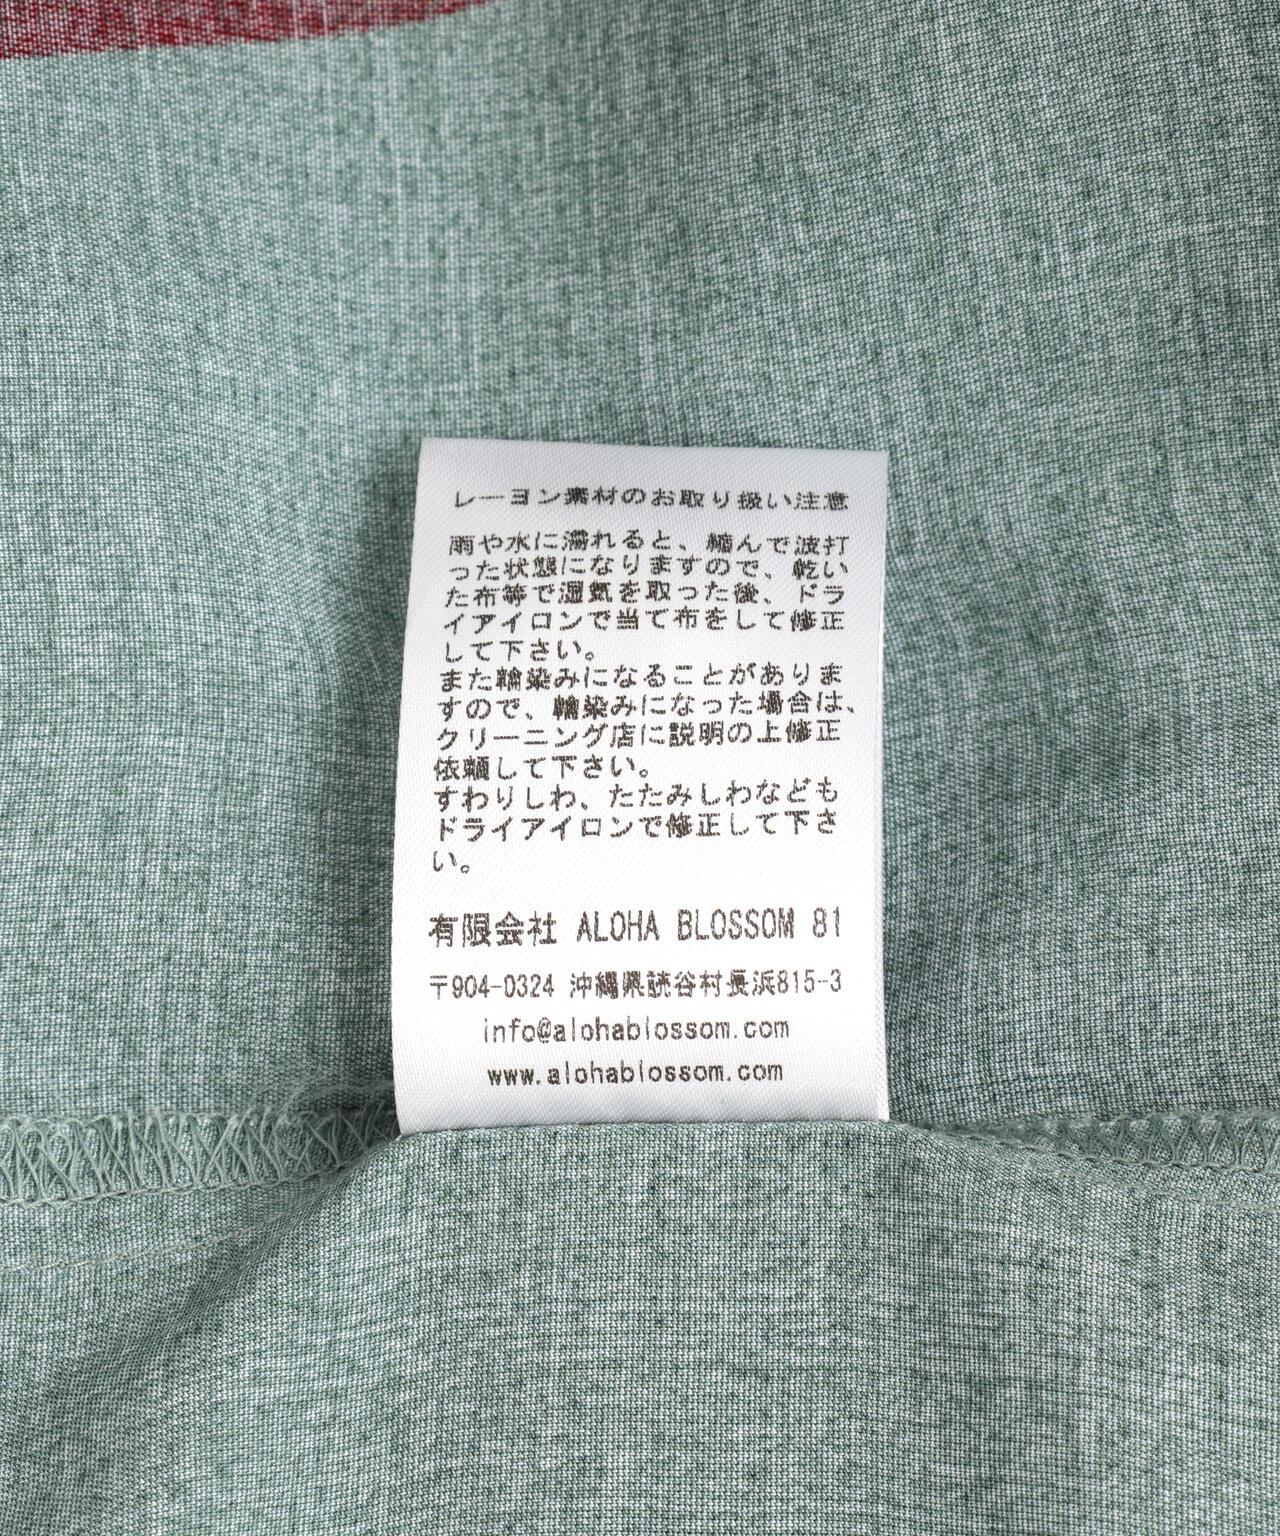 レーヨン素材のお取り扱い注意
雨や水に濡れると、縮んで波打
った状態になりますので、乾い
た布等で湿気を取った後、ドラ
イアイロンで当て布をして修正
して下さい。
また輪染みになることがありま
すので、輪染みになった場合は、
クリーニング店に説明の上修正
依頼して下さい。
すわりしわ、たたみしわなども
ドライアイロンで修正して下さ
い。
有限会社 ALOHA BLOSSOM 81
〒904-0324 沖縄県読谷村長浜815-3
info@alohablossom.com
www.alohablossom.com